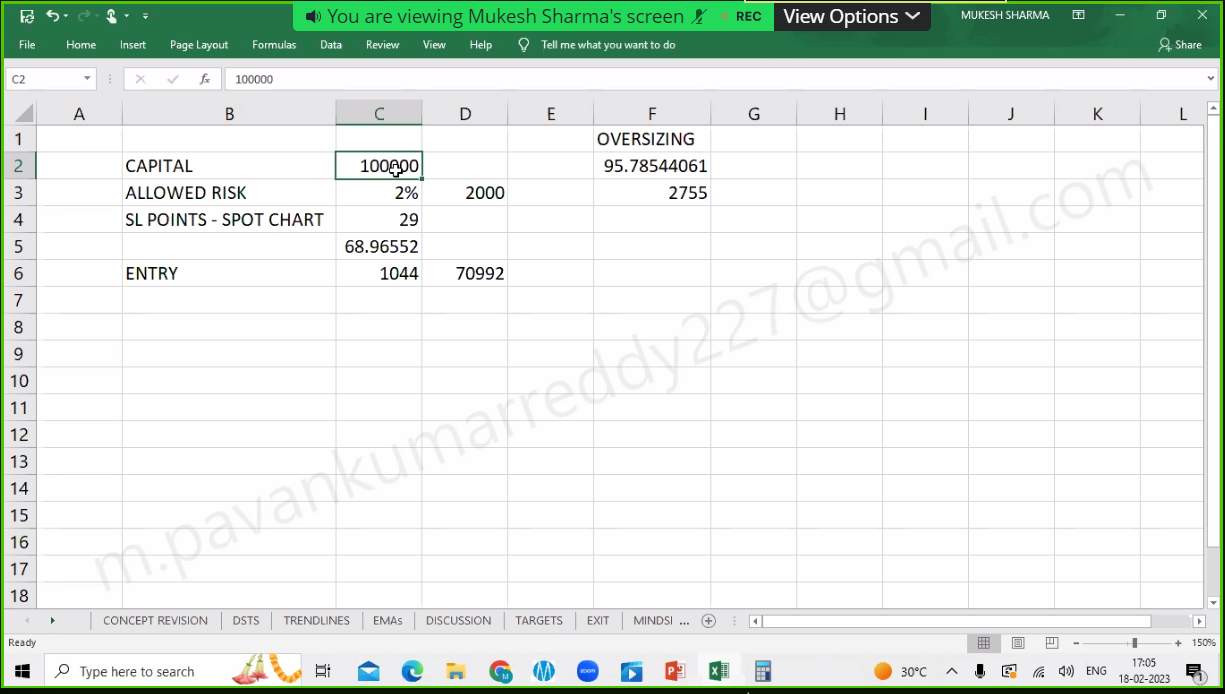 You are viewing Mukesh Sharma's screen
REC
View Options
MUKESH SHARMA
File Home Insert Page Layout Formulas Data Review View Help Tell me what you want to do Share
C2 fx 100000
A B C D E F G H I J K L
1 OVERSIZING
2 CAPITAL 100000 95.78544061
3 ALLOWED RISK 2% 2000 2755
4 SL POINTS - SPOT CHART 29
5 68.96552
6 ENTRY 1044 70992
7
8
9
10
11
12
13
14
15
16
17
18
m.pavankumarreddy227@gmail.com
CONCEPT REVISION DSTS TRENDLINES EMAs DISCUSSION TARGETS EXIT MINDSI ...
Ready 150%
Type here to search 30°C ENG 17:05
18-02-2023 1